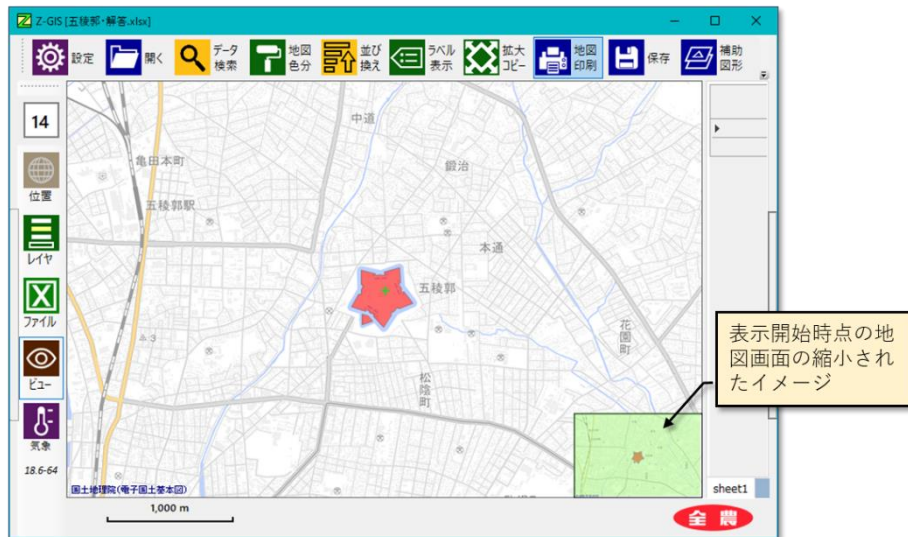 Z-GIS [五稜郭・解答.xlsx]
設定
開く
データ
検索
地図
色分
並び
換え
ラベル
表示
拡大
コピー
地図
印刷
保存
補助
図形
14
位置
レイヤ
ファイル
ビュー
気象
18.6-64
中道
亀田本町
鍛治
五稜郭駅
本通
五稜郭
花園町
松陰町
3
国土地理院(電子国土基本図)
1,000 m
sheet1
全農
表示開始時点の地
図画面の縮小され
たイメージ